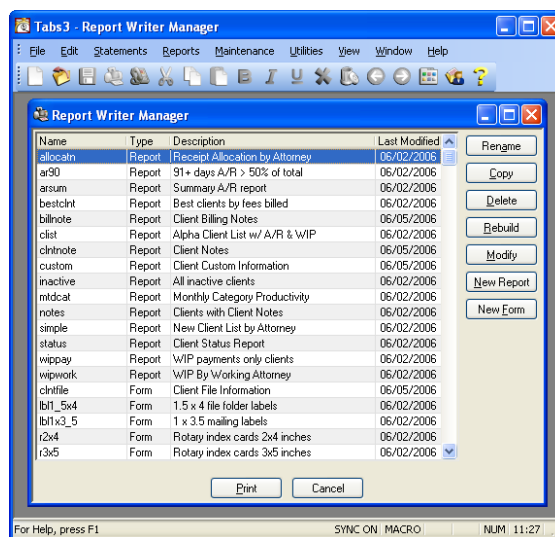 Tabs3 - Report Writer Manager
File Edit Statements Reports Maintenance Utilities View Window Help
B I U ?
Report Writer Manager
Name Type Description Last Modified
allocatn Report Receipt Allocation by Attorney 06/02/2006
ar90 Report 91+ days A/R > 50% of total 06/02/2006
arsum Report Summary A/R report 06/02/2006
bestclnt Report Best clients by fees billed 06/02/2006
billnote Report Client Billing Notes 06/05/2006
clist Report Alpha Client List w/ A/R & WIP 06/02/2006
clntnote Report Client Notes 06/05/2006
custom Report Client Custom Information 06/05/2006
inactive Report All inactive clients 06/02/2006
mtdcat Report Monthly Category Productivity 06/02/2006
notes Report Clients with Client Notes 06/02/2006
simple Report New Client List by Attorney 06/02/2006
status Report Client Status Report 06/02/2006
wippay Report WIP payments only clients 06/02/2006
wipwork Report WIP By Working Attorney 06/02/2006
clntfile Form Client File Information 06/05/2006
lbl1_5x4 Form 1.5 x 4 file folder labels 06/02/2006
lbl1x3_5 Form 1 x 3.5 mailing labels 06/02/2006
r2x4 Form Rotary index cards 2x4 inches 06/02/2006
r3x5 Form Rotary index cards 3x5 inches 06/02/2006
Rename
Copy
Delete
Rebuild
Modify
New Report
New Form
Print Cancel
For Help, press F1 SYNC ON MACRO NUM 11:27